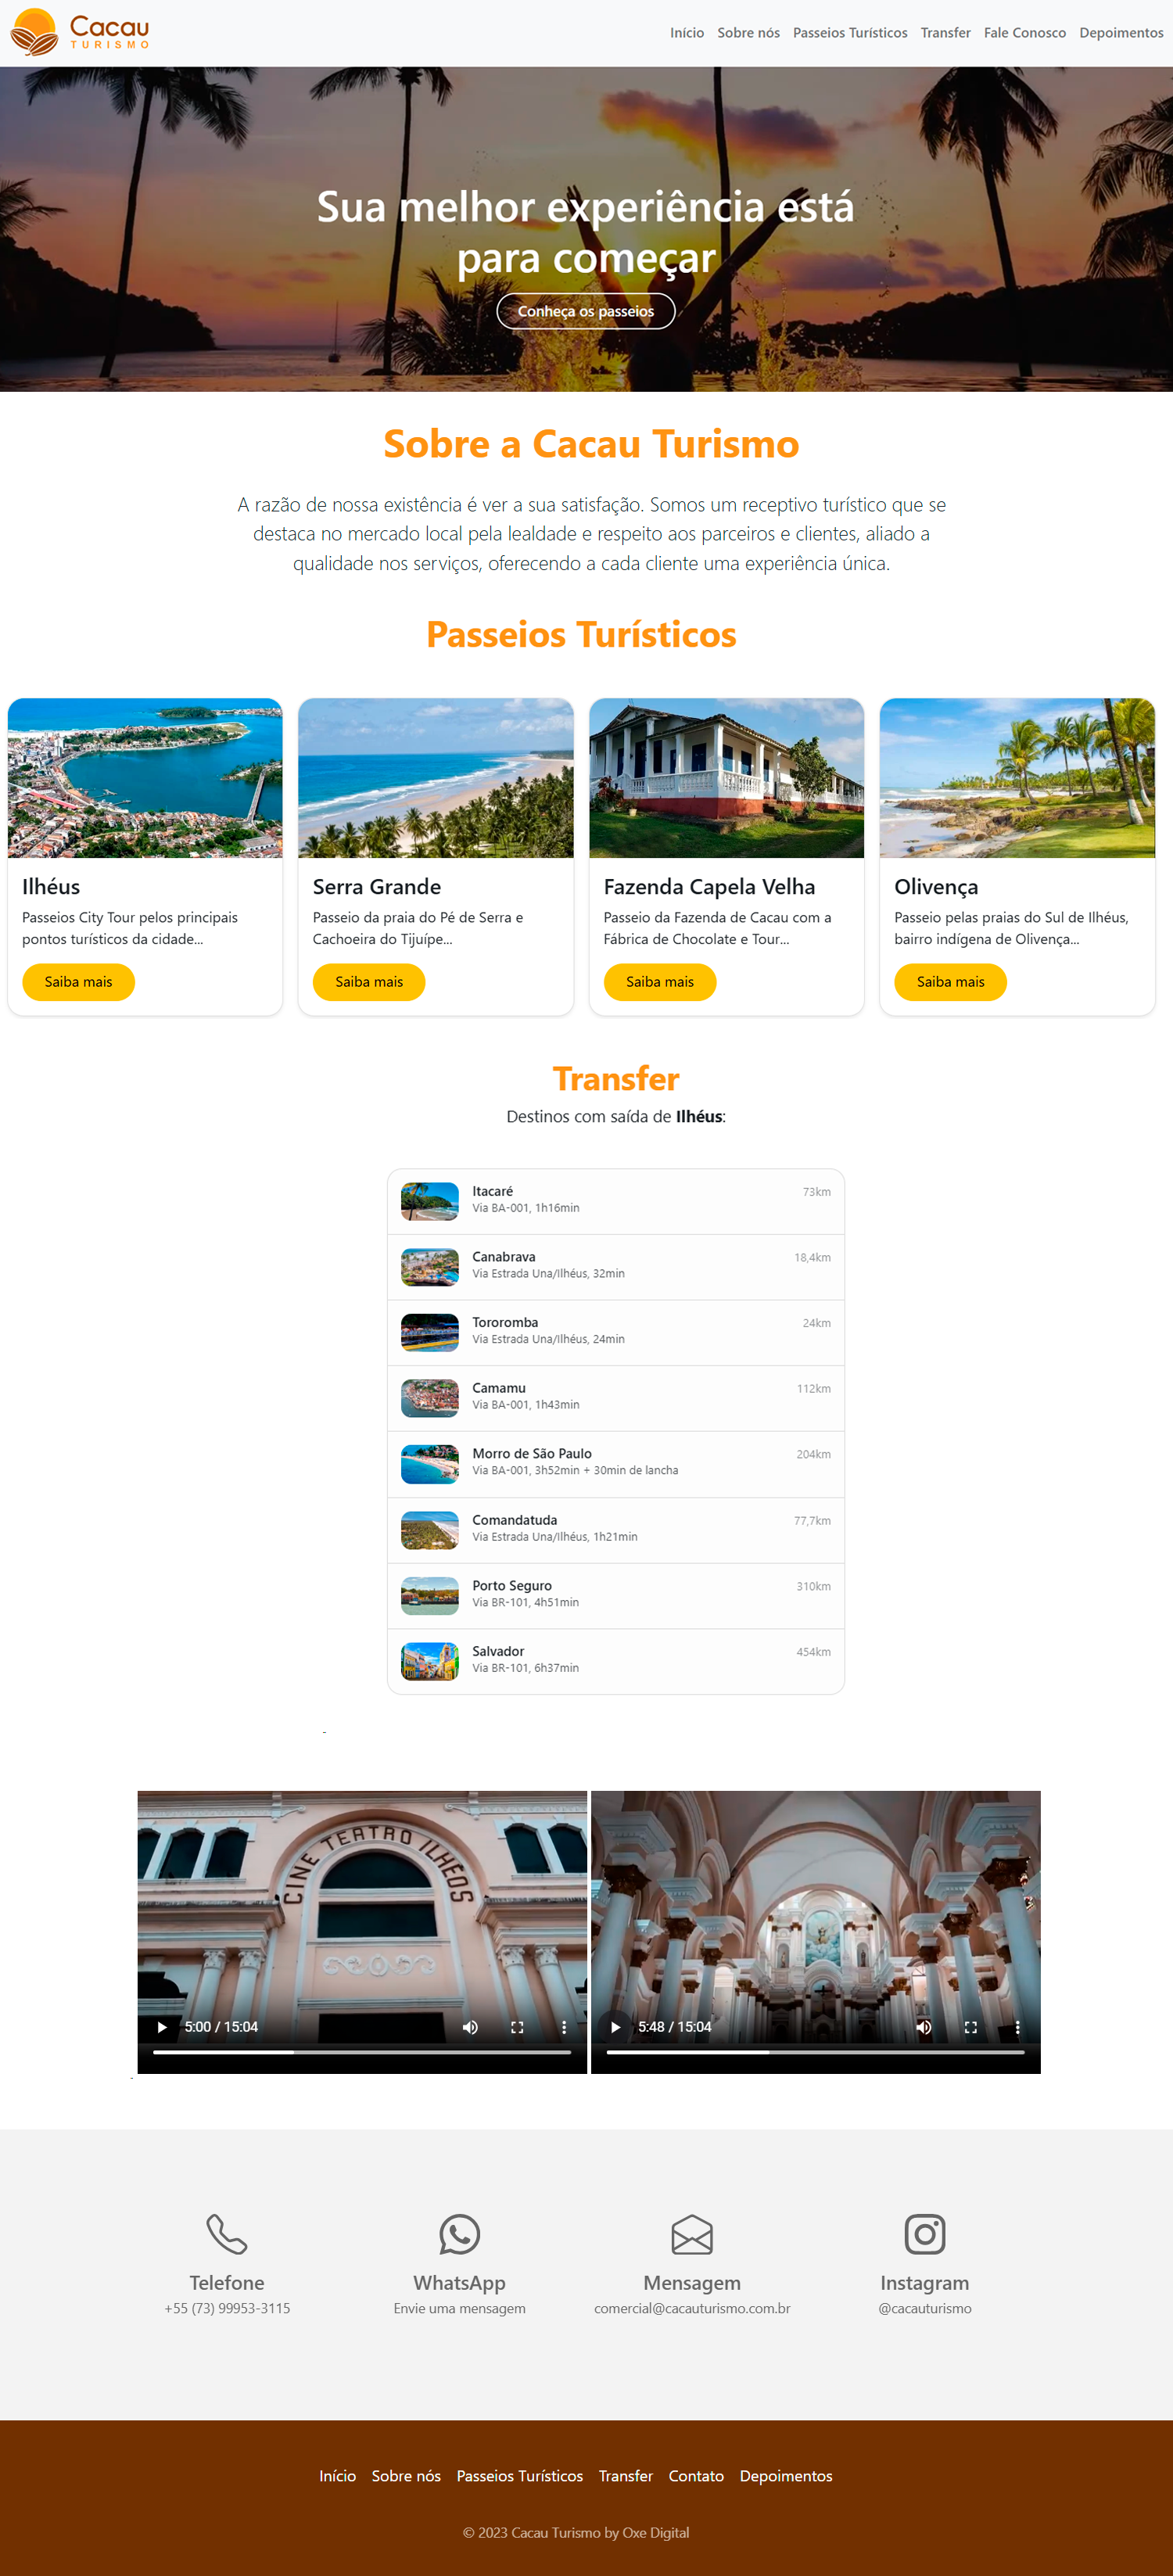 Cacau
TURISMO
Início Sobre nós Passeios Turísticos Transfer Fale Conosco Depoimentos
Sua melhor experiência está
para começar
Conheça os passeios
Sobre a Cacau Turismo
A razão de nossa existência é ver a sua satisfação. Somos um receptivo turístico que se
destaca no mercado local pela lealdade e respeito aos parceiros e clientes, aliado a
qualidade nos serviços, oferecendo a cada cliente uma experiência única.
Passeios Turísticos
Ilhéus
Passeios City Tour pelos principais
pontos turísticos da cidade...
Saiba mais
Serra Grande
Passeio da praia do Pé de Serra e
Cachoeira do Tijuípe...
Saiba mais
Fazenda Capela Velha
Passeio da Fazenda de Cacau com a
Fábrica de Chocolate e Tour...
Saiba mais
Olivença
Passeio pelas praias do Sul de Ilhéus,
bairro indígena de Olivença...
Saiba mais
Transfer
Destinos com saída de Ilhéus:
Itacaré 73km
Via BA-001, 1h16min
Canabrava 18,4km
Via Estrada Una/Ilhéus, 32min
Tororomba 24km
Via Estrada Una/Ilhéus, 24min
Camamu 112km
Via BA-001, 1h43min
Morro de São Paulo 204km
Via BA-001, 3h52min + 30min de lancha
Comandatuda 77,7km
Via Estrada Una/Ilhéus, 1h21min
Porto Seguro 310km
Via BR-101, 4h51min
Salvador 454km
Via BR-101, 6h37min
CINE TEATRO ILHEOS
5:00 / 15:04
5:48 / 15:04
Telefone
+55 (73) 99953-3115
WhatsApp
Envie uma mensagem
Mensagem
comercial@cacauturismo.com.br
Instagram
@cacauturismo
Início Sobre nós Passeios Turísticos Transfer Contato Depoimentos
© 2023 Cacau Turismo by Oxe Digital